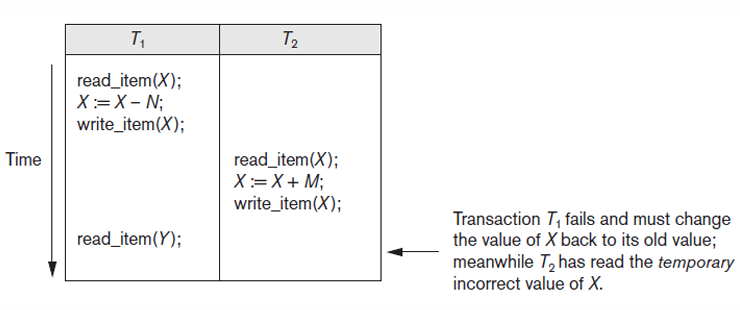 T₁ T₂
read_item(X);
X := X – N;
write_item(X);
Time
read_item(X);
X := X + M;
write_item(X);
read_item(Y);
Transaction T₁ fails and must change
the value of X back to its old value;
meanwhile T₂ has read the temporary
incorrect value of X.